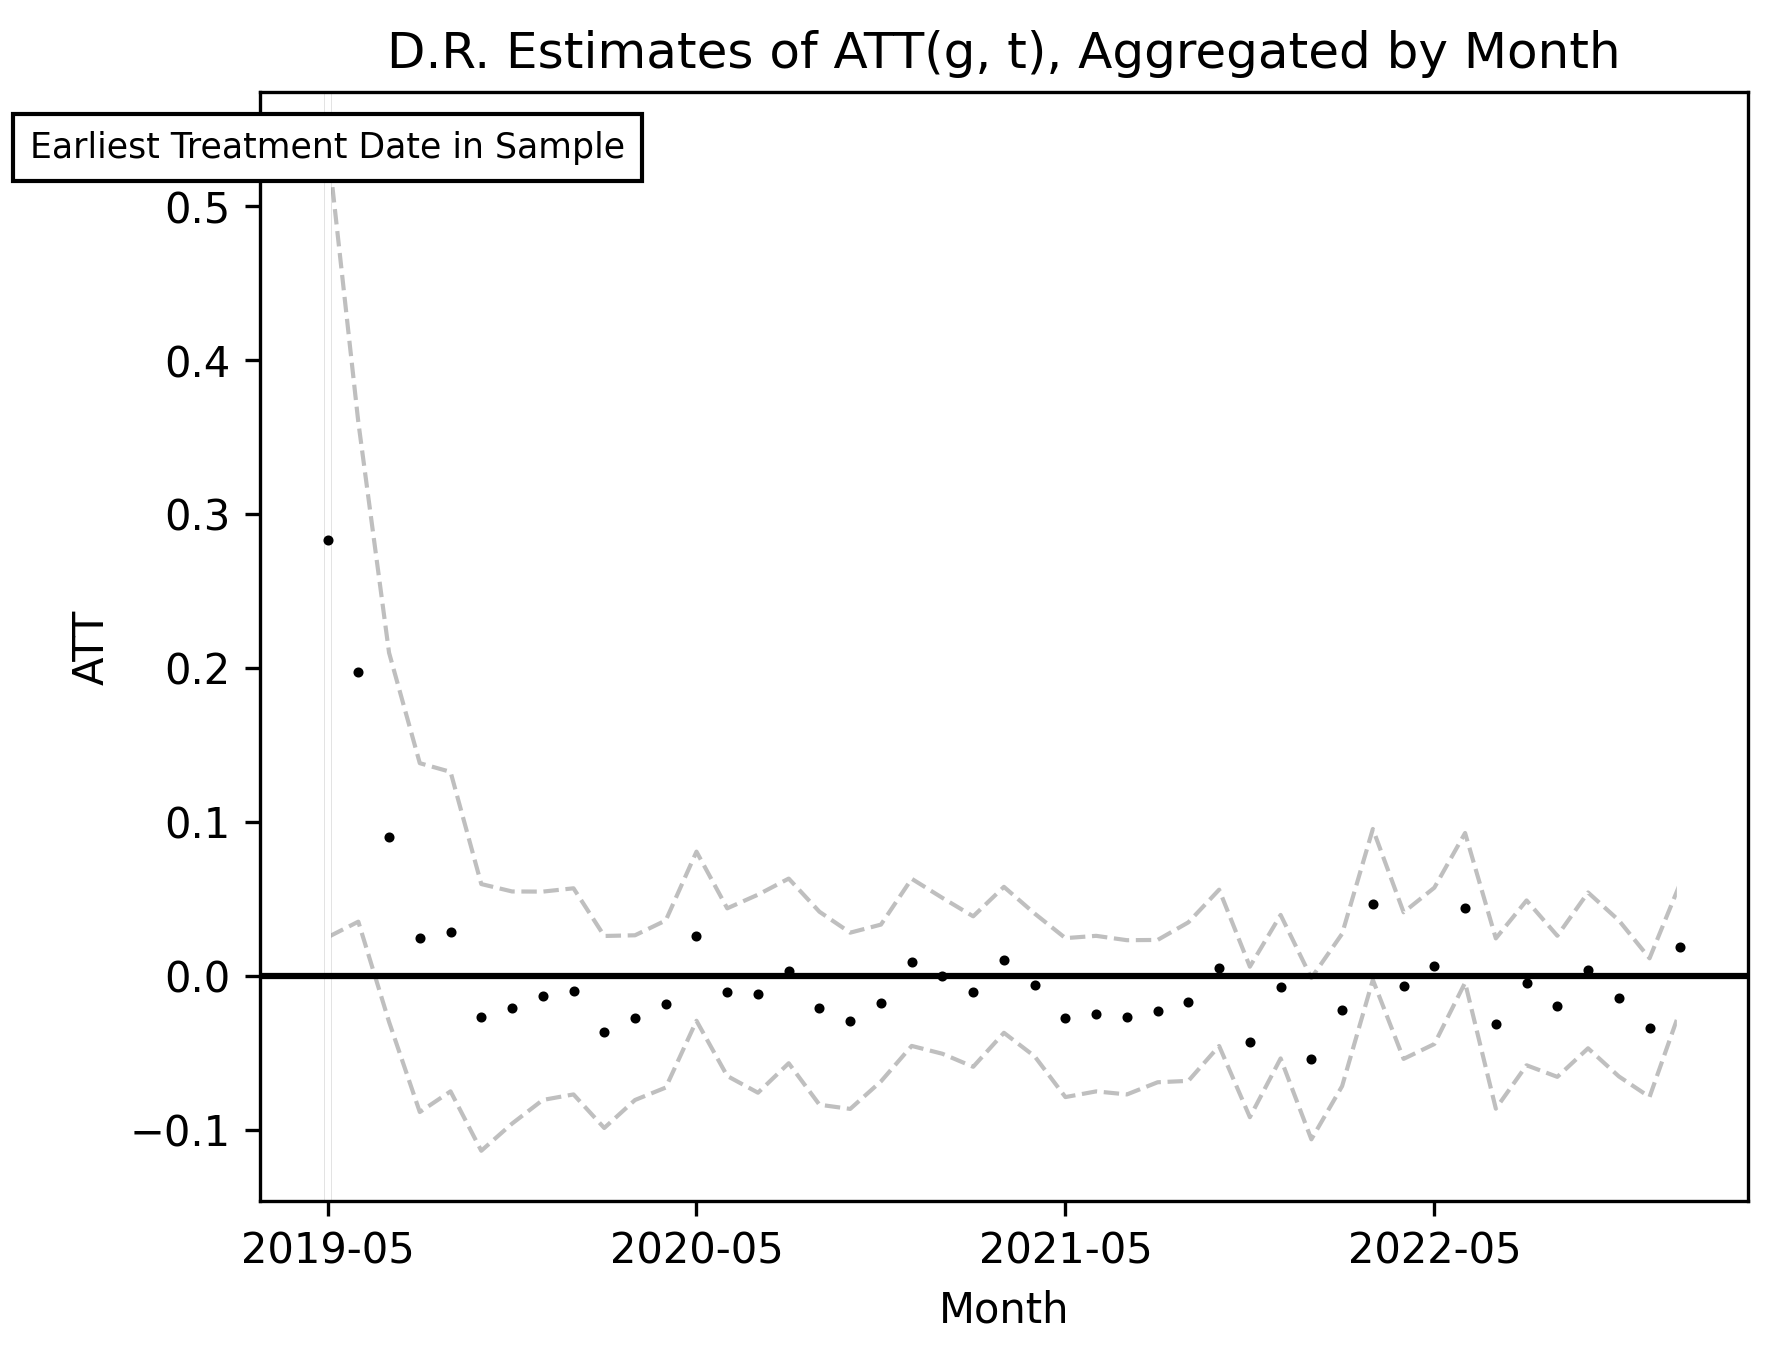 D.R. Estimates of ATT(g, t), Aggregated by Month
Earliest Treatment Date in Sample
0.5
0.4
0.3
0.2
0.1
0.0
−0.1
ATT
2019-05 2020-05 2021-05 2022-05
Month